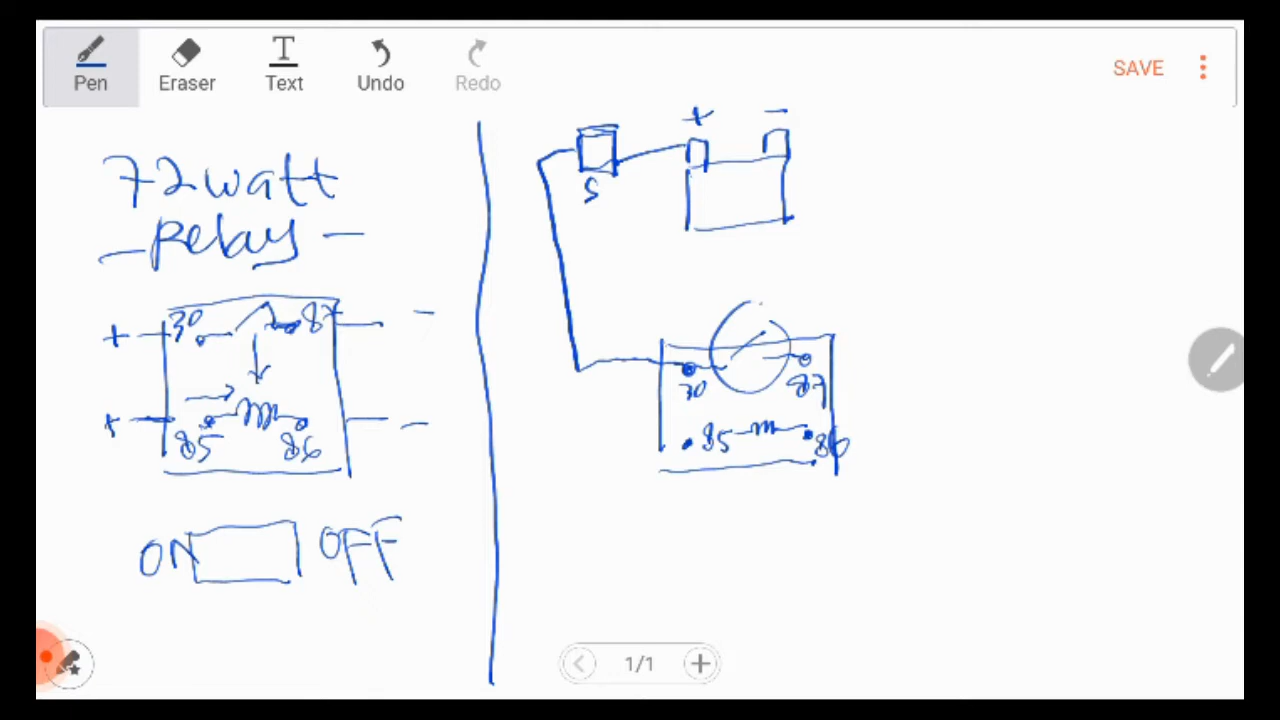 Pen
Eraser
Text
Undo
Redo
SAVE
72watt
- Relay -
+ 30 87 -
+ 85 86 -
ON OFF
+ -
S
30 87
85 86
1/1